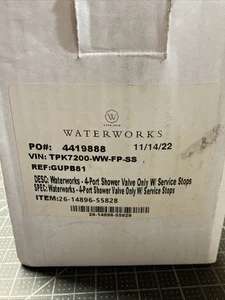 WATERWORKS
PO#: 4419888 11/14/22
VIN: TPK7200-WW-FP-SS
REF:GUPB81
DESC: Waterworks - 4-Port Shower Valve Only W/ Service Stops
SPEC: Waterworks - 4-Port Shower Valve Only W/ Service Stops
ITEM:26-14896-55828
26-14896-55828